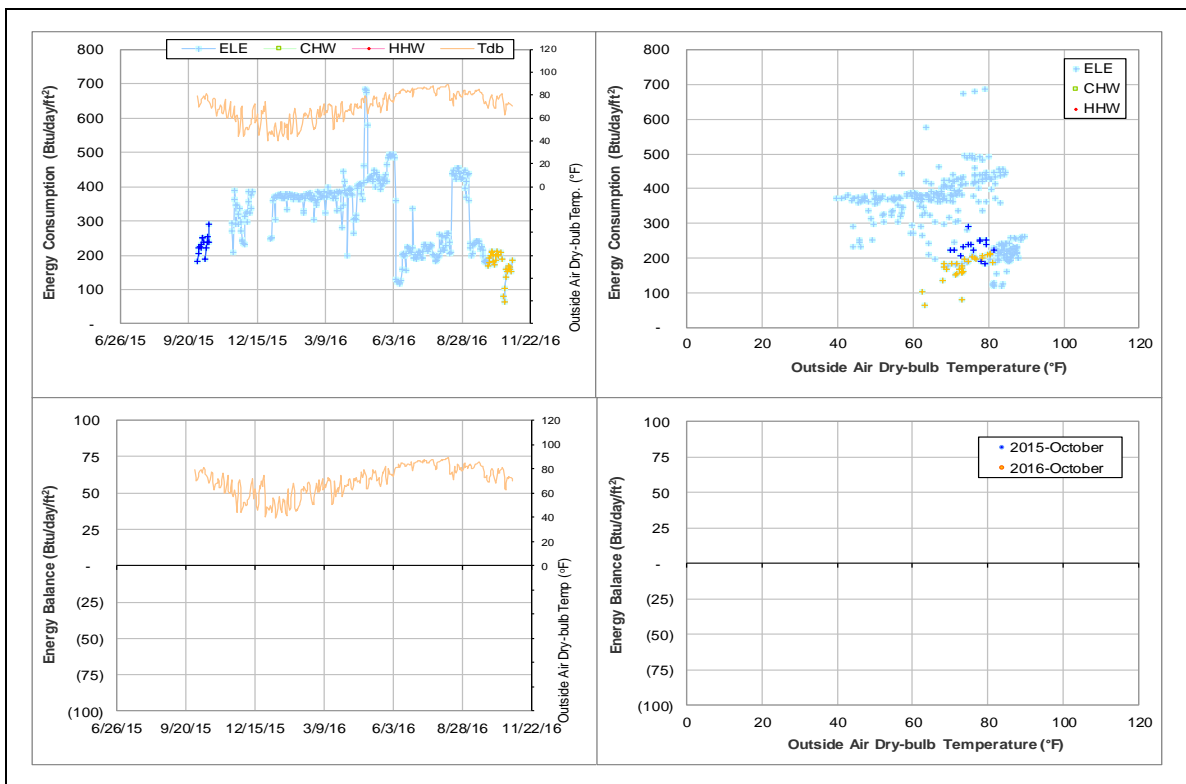 ELE CHW HHW Tdb
800
700
600
500
400
300
200
100
-
Energy Consumption (Btu/day/ft²)
120
100
80
60
40
20
0
Outside Air Dry-bulb Temp. (°F)
6/26/15 9/20/15 12/15/15 3/9/16 6/3/16 8/28/16 11/22/16
ELE
CHW
HHW
800
700
600
500
400
300
200
100
-
Energy Consumption (Btu/day/ft²)
0 20 40 60 80 100 120
Outside Air Dry-bulb Temperature (°F)
100
75
50
25
-
(25)
(50)
(75)
(100)
Energy Balance (Btu/day/ft²)
120
100
80
60
40
20
0
Outside Air Dry-bulb Temp (°F)
6/26/15 9/20/15 12/15/15 3/9/16 6/3/16 8/28/16 11/22/16
2015-October
2016-October
100
75
50
25
-
(25)
(50)
(75)
(100)
Energy Balance (Btu/day/ft²)
0 20 40 60 80 100 120
Outside Air Dry-bulb Temperature (°F)